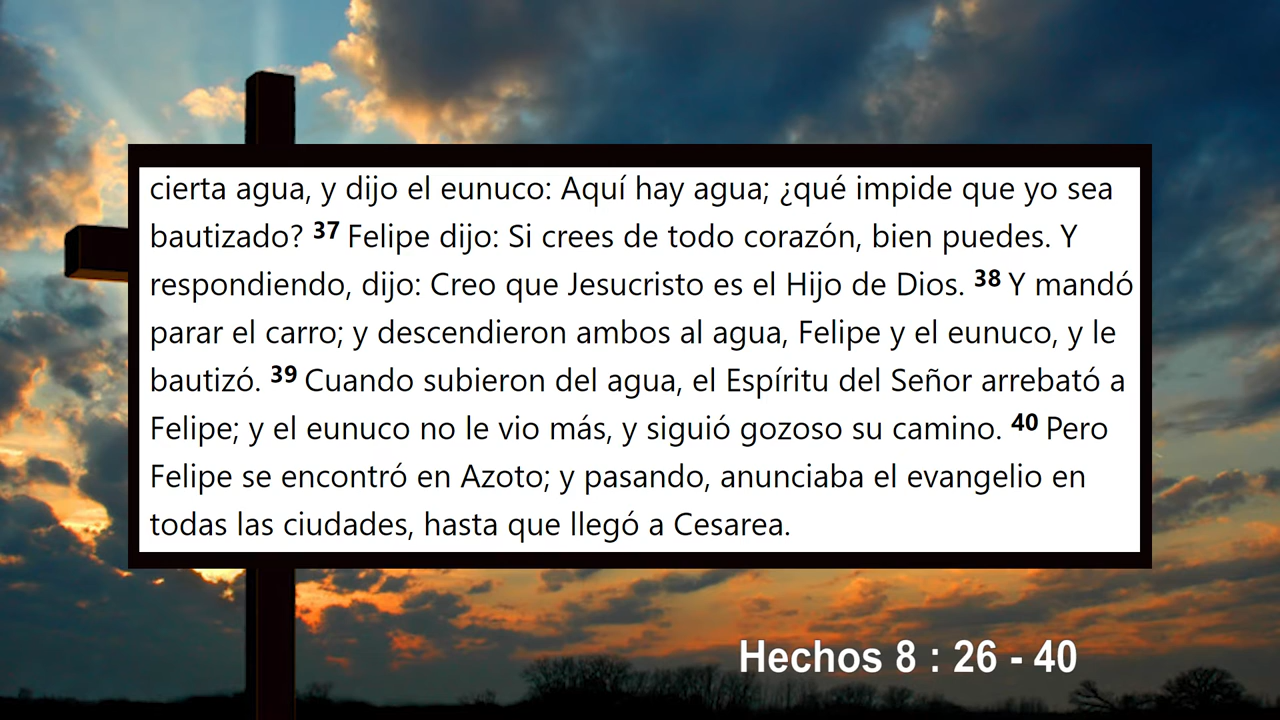 cierta agua, y dijo el eunuco: Aquí hay agua; ¿qué impide que yo sea
bautizado? 37 Felipe dijo: Si crees de todo corazón, bien puedes. Y
respondiendo, dijo: Creo que Jesucristo es el Hijo de Dios. 38 Y mandó
parar el carro; y descendieron ambos al agua, Felipe y el eunuco, y le
bautizó. 39 Cuando subieron del agua, el Espíritu del Señor arrebató a
Felipe; y el eunuco no le vio más, y siguió gozoso su camino. 40 Pero
Felipe se encontró en Azoto; y pasando, anunciaba el evangelio en
todas las ciudades, hasta que llegó a Cesarea.
Hechos 8 : 26 - 40